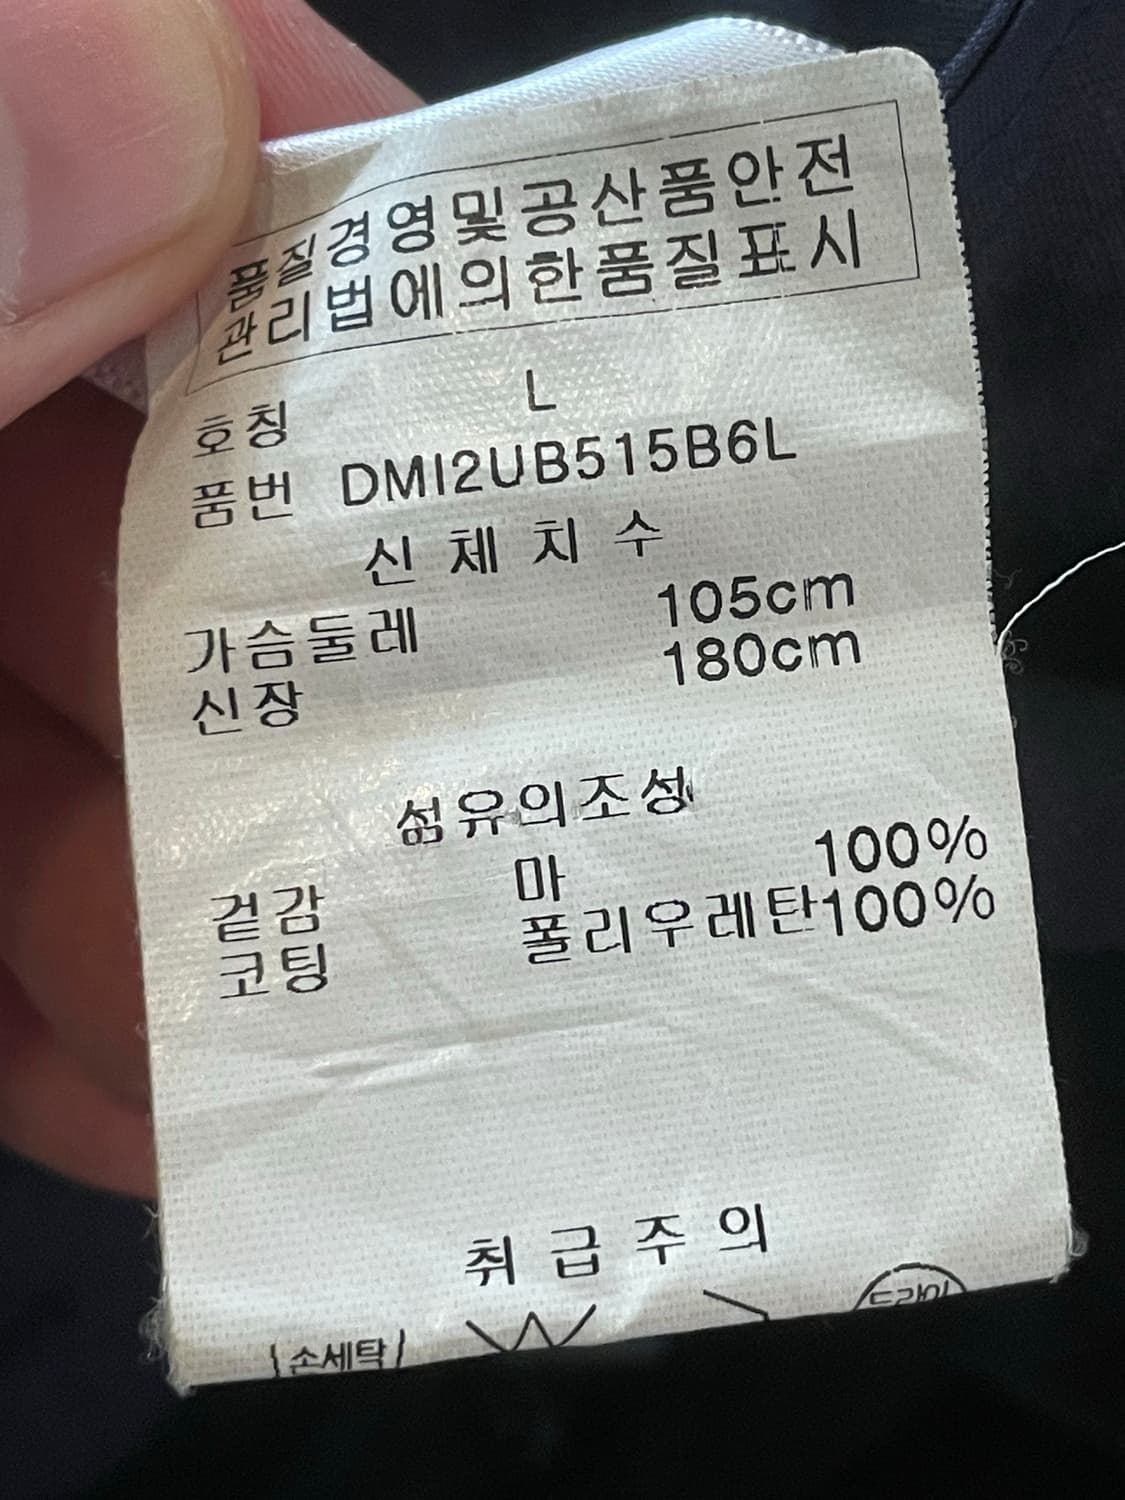 품질경영및공산품안전
관리법에의한품질표시
호칭 L
품번 DMI2UB515B6L
신체치수
가슴둘레 105cm
신장 180cm
섬유의조성
겉감 마 100%
코팅 폴리우레탄100%
취급주의
손세탁 드라이